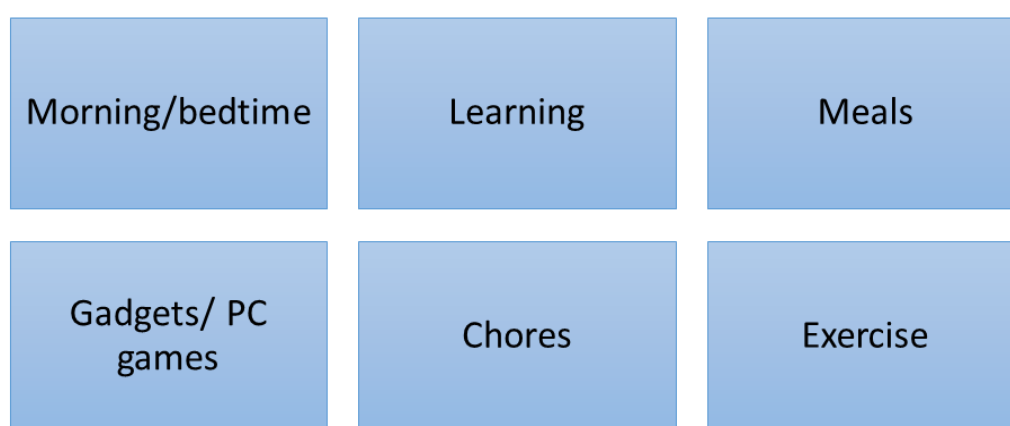 Morning/bedtime
Learning
Meals
Gadgets/ PC
games
Chores
Exercise